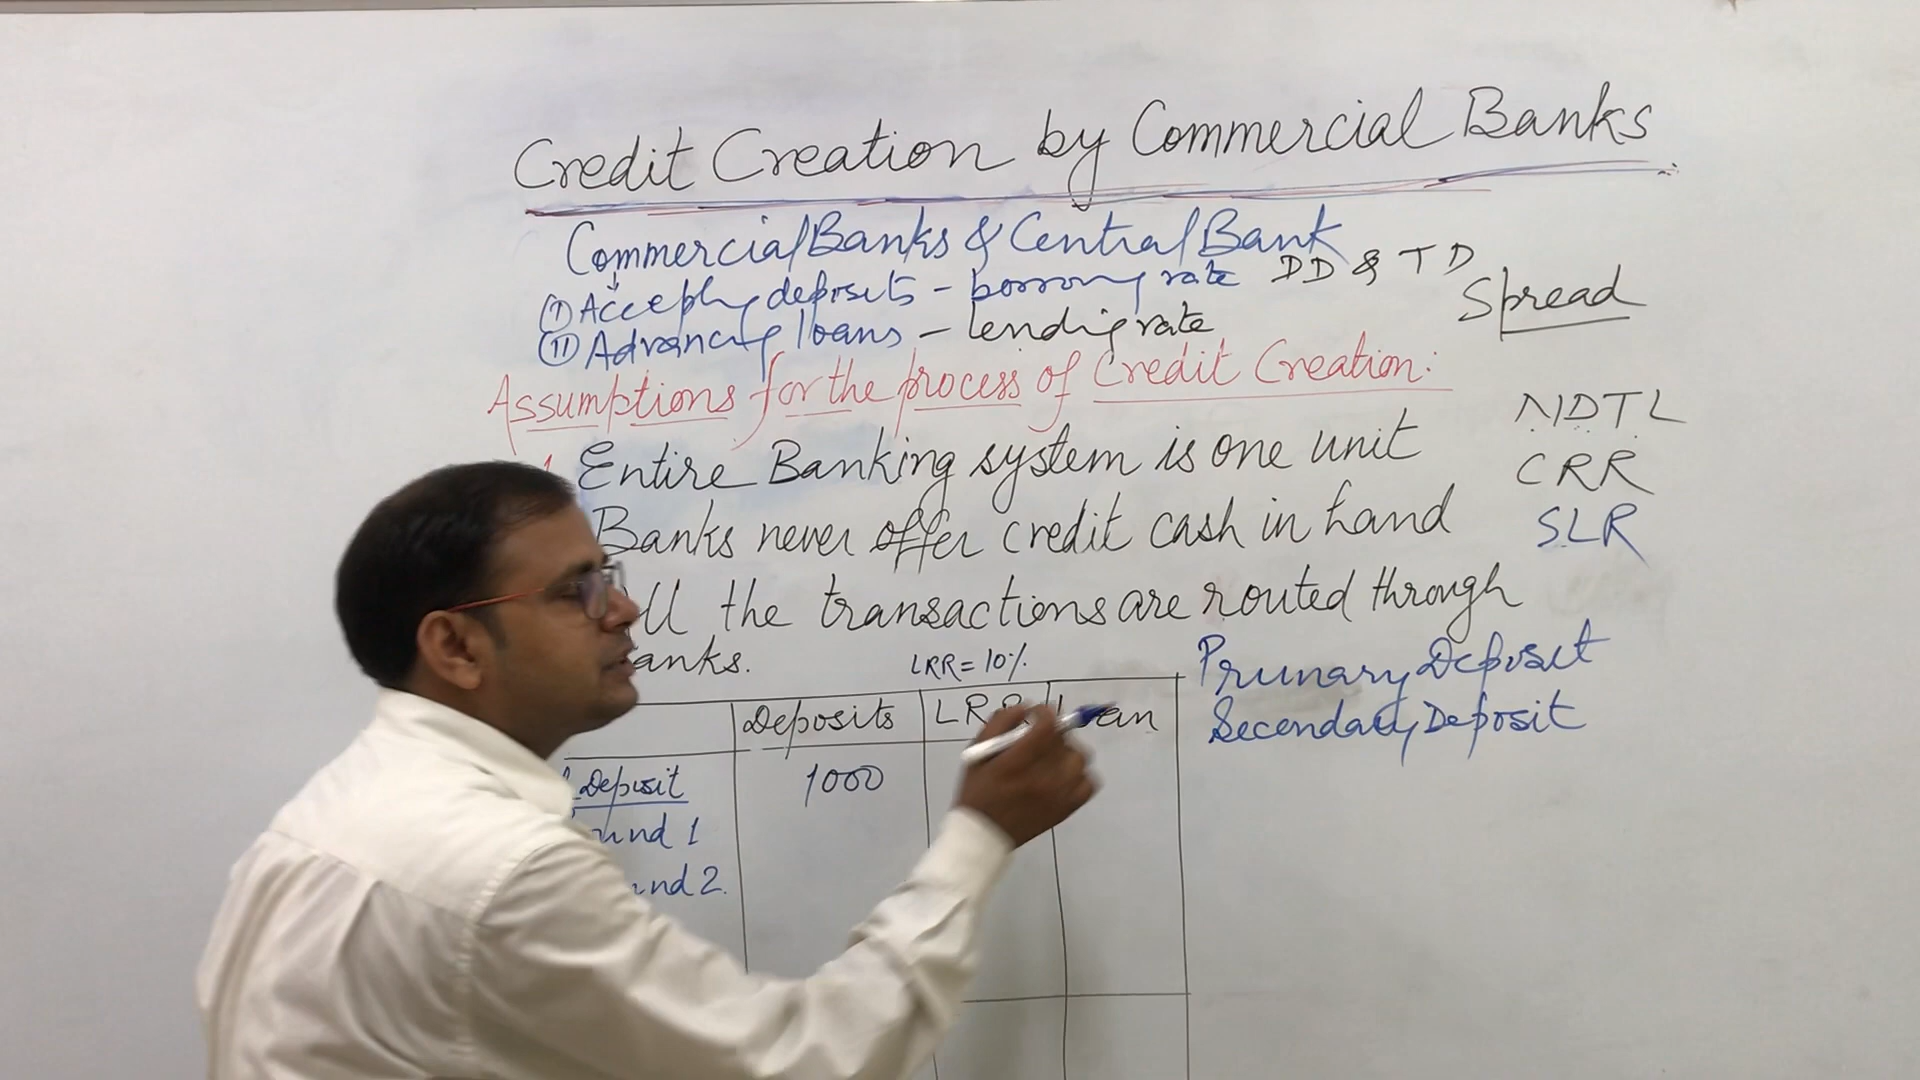 Credit Creation by Commercial Banks
Commercial Banks & Central Bank
I Accepting deposits - borrowing rate DD & TD
II Advancing loans - lending rate
Spread
Assumptions for the process of Credit Creation:
1. Entire Banking system is one unit
Banks never offer credit cash in hand
the transactions are routed through
anks.
NDTL
CRR
SLR
Primary Deposit
Secendary Deposit
LRR = 10%
Deposits LRR Loan
Deposit 1000
und 1
und 2.